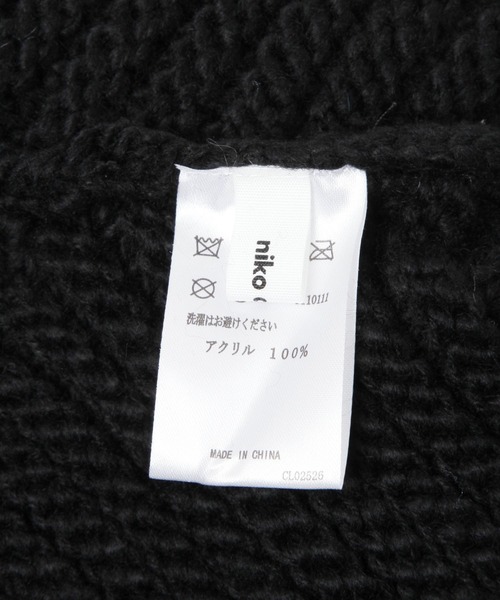 niko
洗濯はお避けください
アクリル 100%
MADE IN CHINA
CL02526